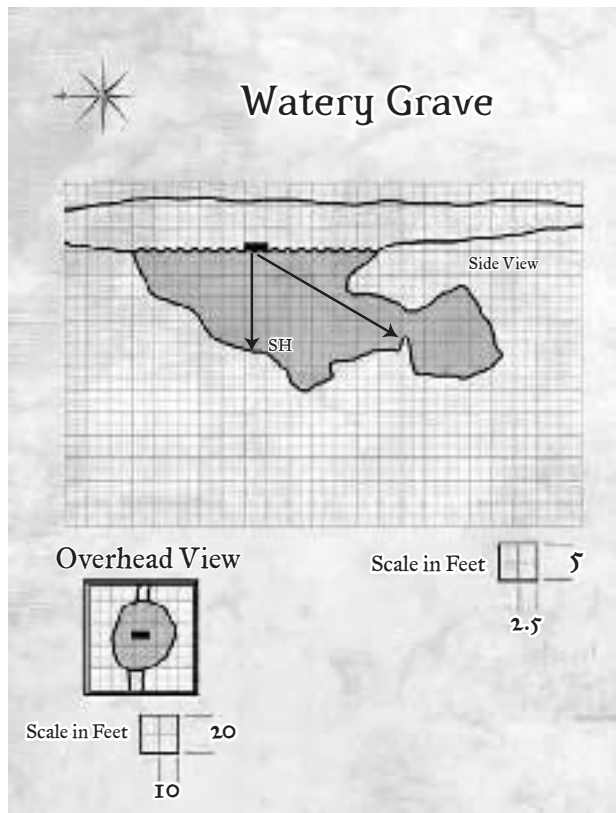 Watery Grave
Side View
SH
Overhead View
Scale in Feet
5
2.5
Scale in Feet
20
10